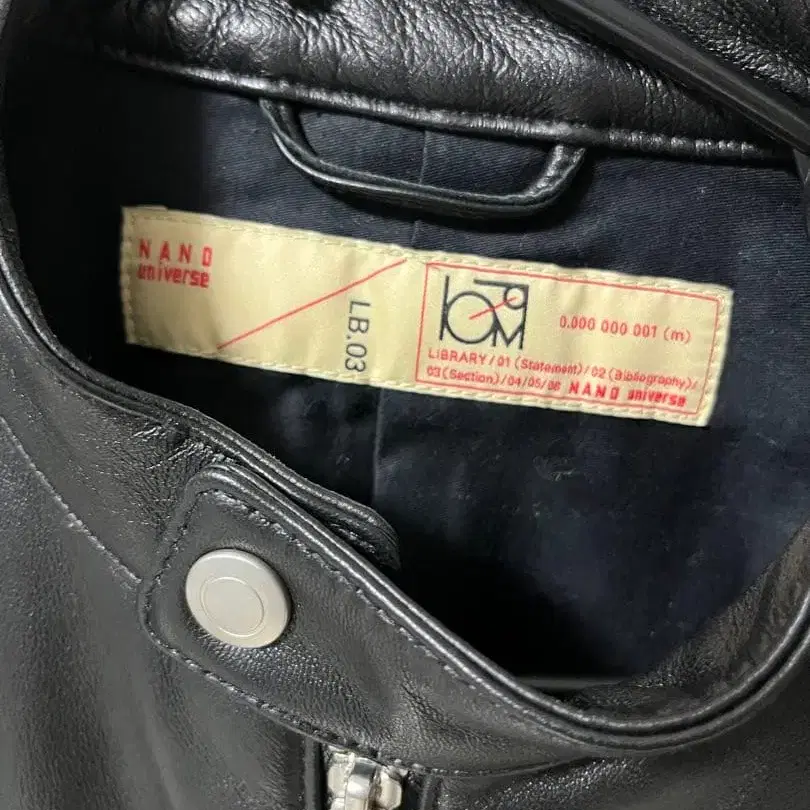 NANO
universe
LB.03
0.000 000 001 (m)
LIBRARY/01 (Statement)/02 (Bibliography)/
03 (Section)/04/05/06 NANO universe